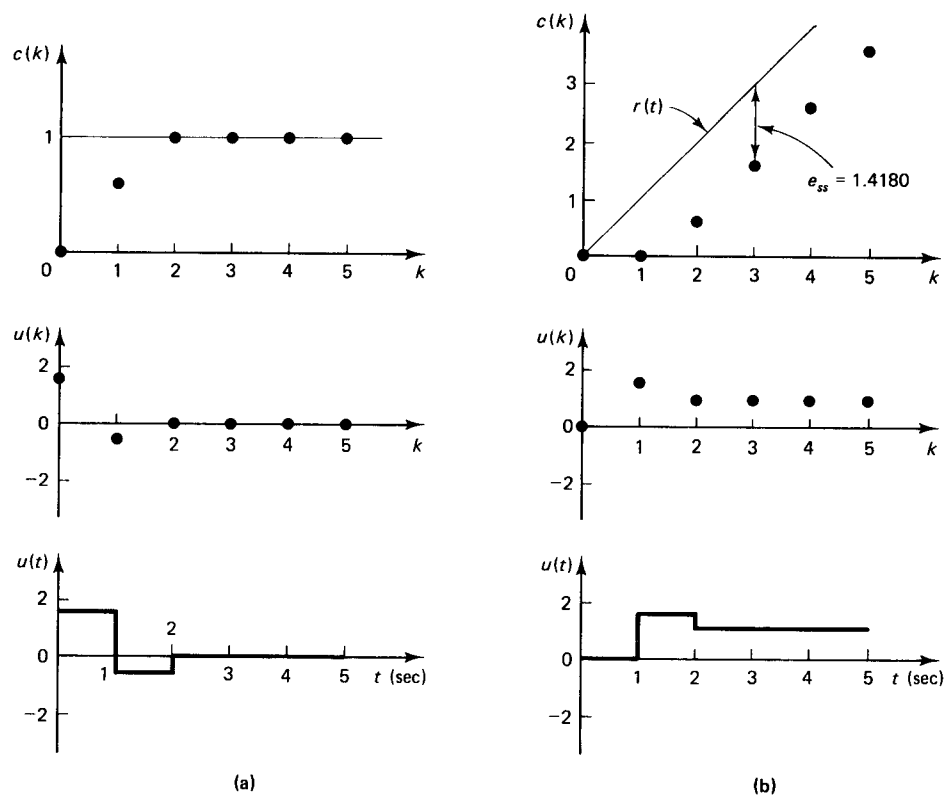 c(k)
1
0
1 2 3 4 5 k
u(k)
2
0
1 2 3 4 5 k
−2
u(t)
2
2
0
1 3 4 5 t (sec)
−2
(a)
c(k)
3
r(t)
2
e_ss = 1.4180
1
0
1 2 3 4 5 k
u(k)
2
0
1 2 3 4 5 k
−2
u(t)
2
0
1 2 3 4 5 t (sec)
−2
(b)